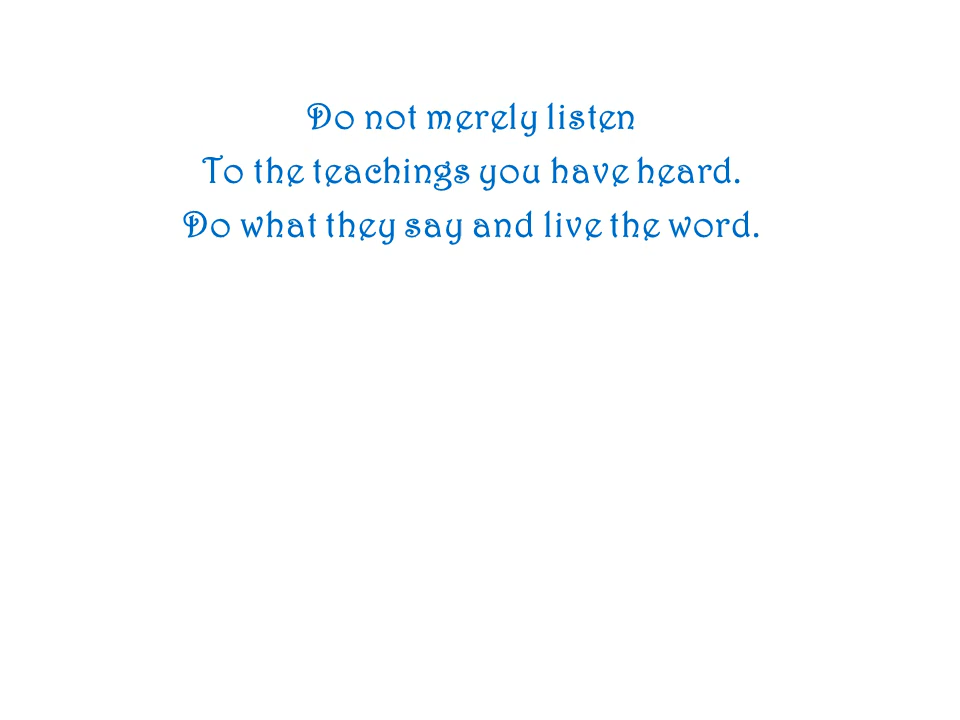 Do not merely listen
To the teachings you have heard.
Do what they say and live the word.